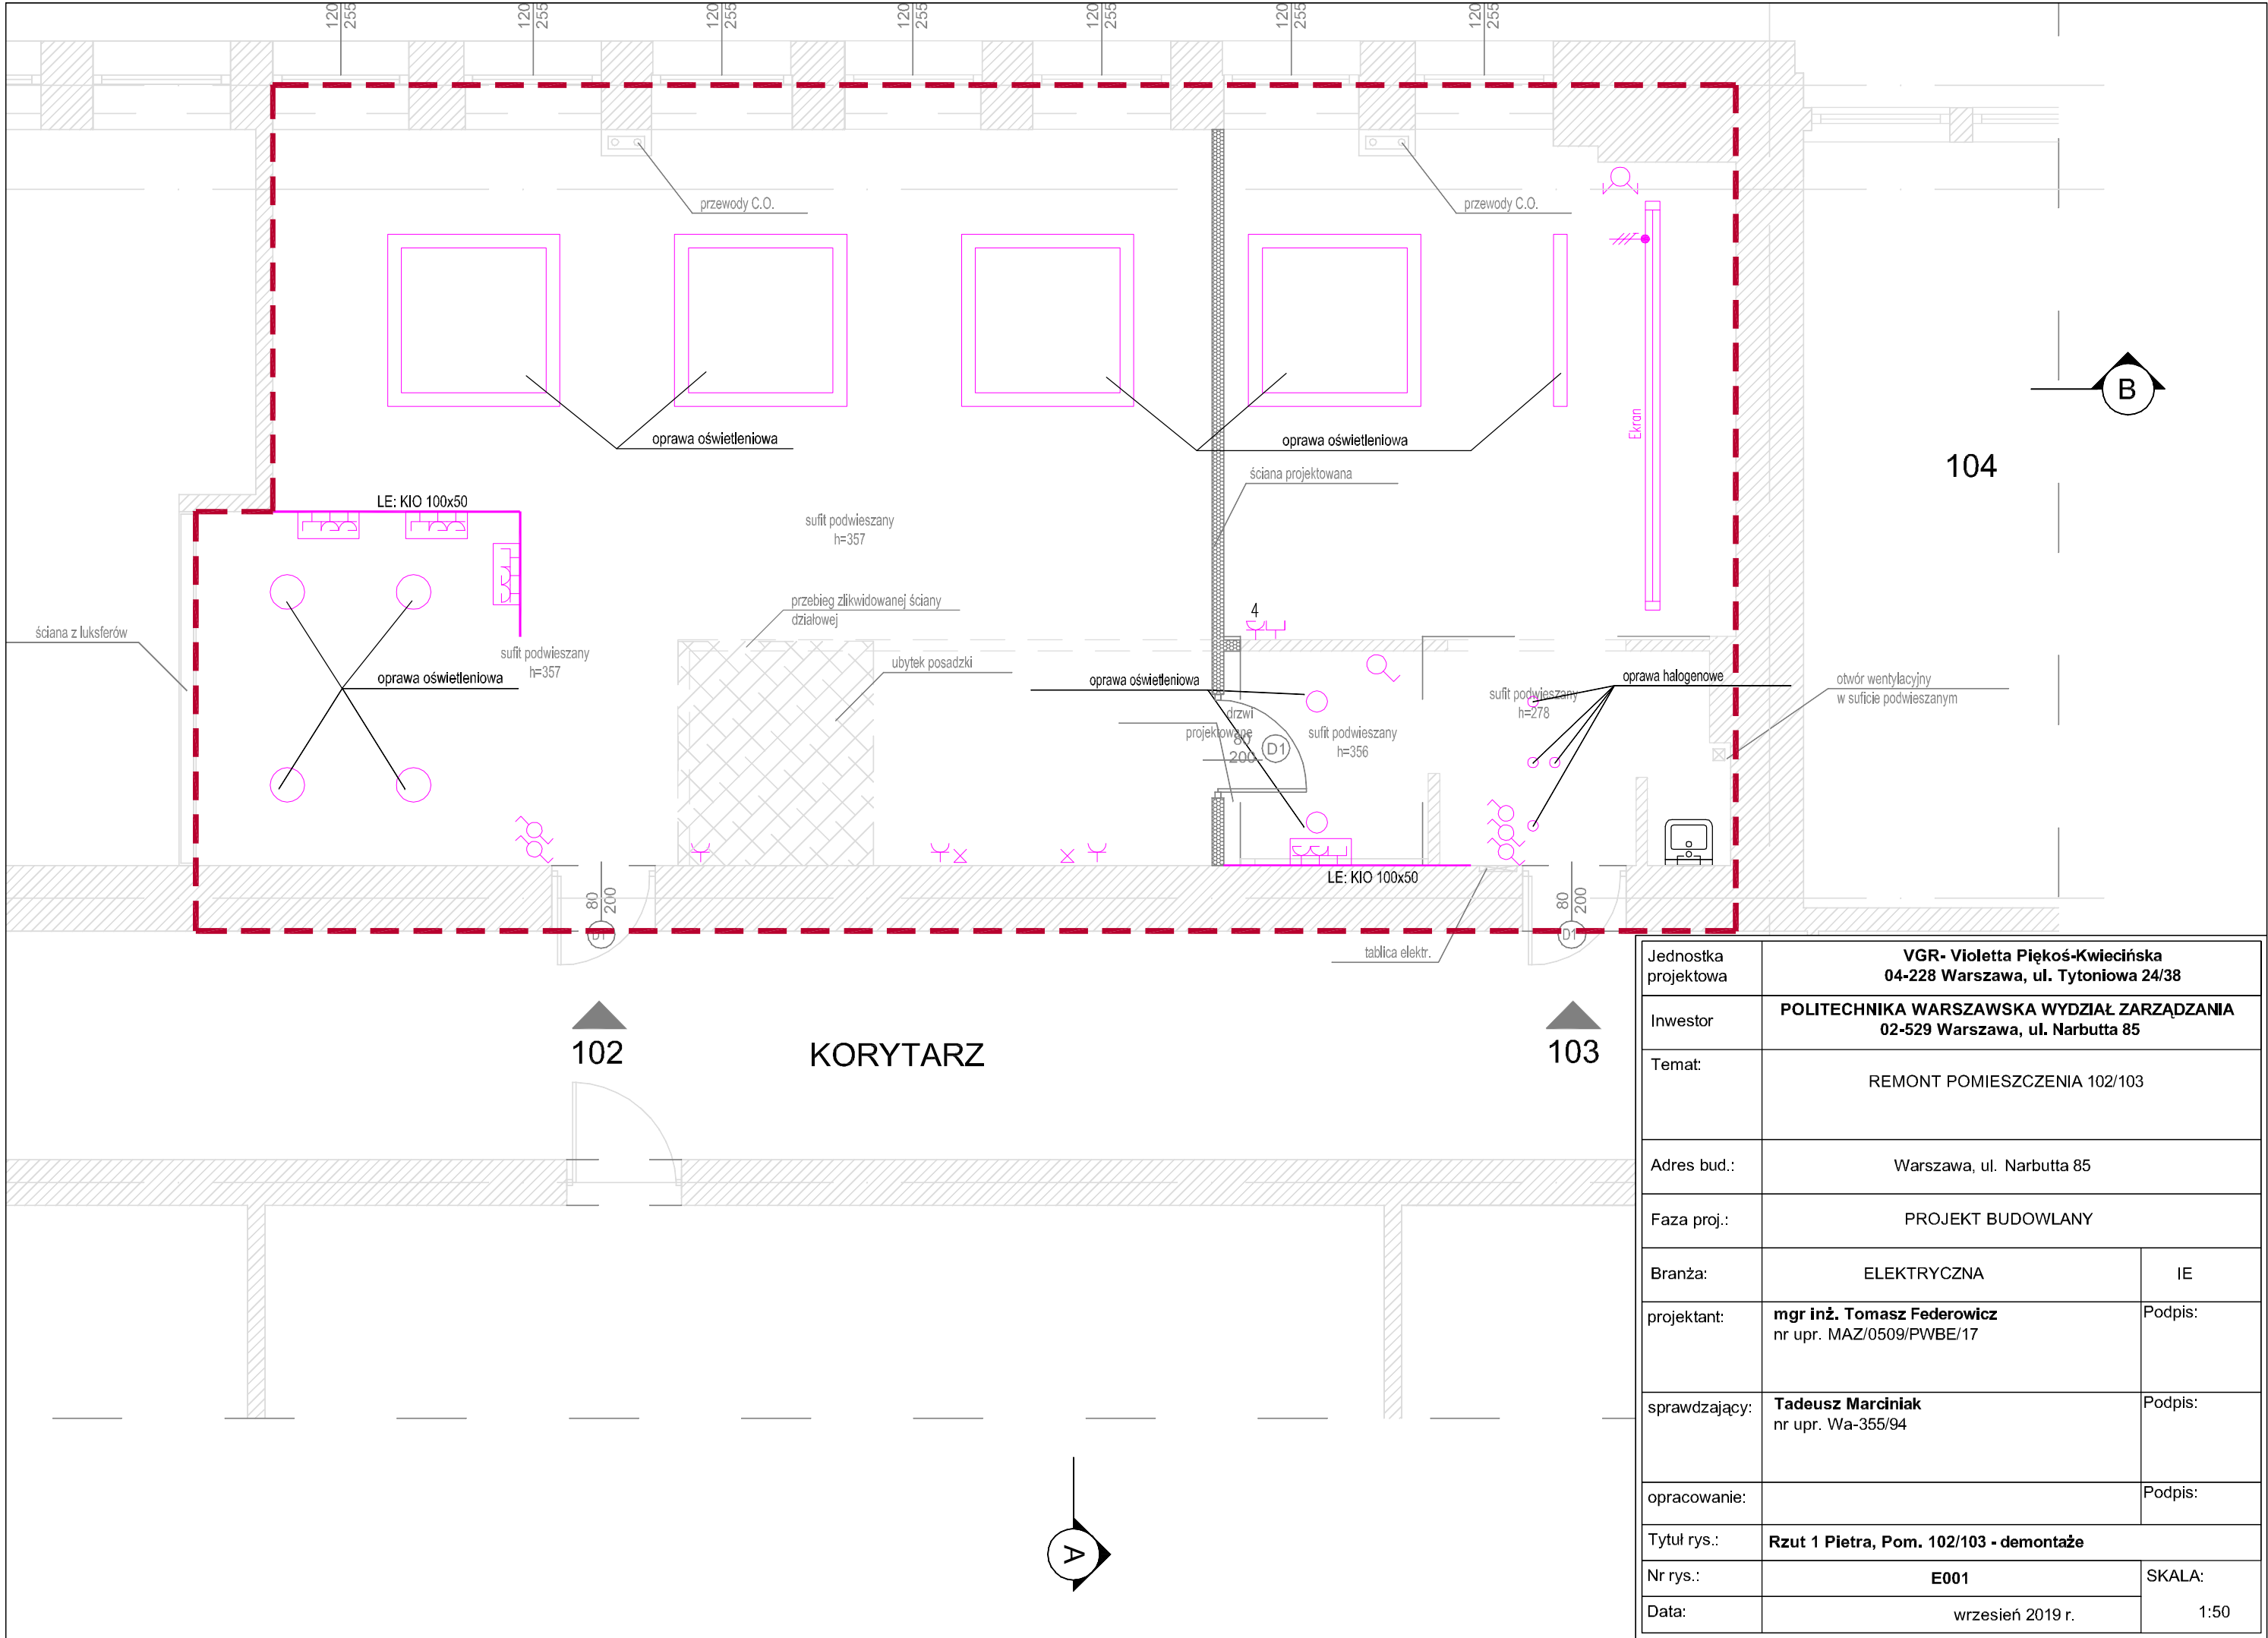 120
255
120
255
120
255
120
255
120
255
120
255
120
255
przewody C.O.
przewody C.O.
oprawa oświetleniowa
oprawa oświetleniowa
Ekran
B
104
ściana projektowana
LE: KIO 100x50
sufit podwieszany
h=357
przebieg zlikwidowanej ściany
działowej
4
ściana z luksferów
sufit podwieszany
h=357
oprawa oświetleniowa
ubytek posadzki
oprawa oświetleniowa
oprawa halogenowe
sufit podwieszany
h=278
otwór wentylacyjny
w suficie podwieszanym
drzwi
projektowane
80
200
D1
sufit podwieszany
h=356
LE: KIO 100x50
80
200
D1
80
200
D1
tablica elektr.
102
KORYTARZ
103
A
Jednostka
projektowa
VGR- Violetta Piękoś-Kwiecińska
04-228 Warszawa, ul. Tytoniowa 24/38
Inwestor
POLITECHNIKA WARSZAWSKA WYDZIAŁ ZARZĄDZANIA
02-529 Warszawa, ul. Narbutta 85
Temat:
REMONT POMIESZCZENIA 102/103
Adres bud.:
Warszawa, ul. Narbutta 85
Faza proj.:
PROJEKT BUDOWLANY
Branża:
ELEKTRYCZNA
IE
projektant:
mgr inż. Tomasz Federowicz
nr upr. MAZ/0509/PWBE/17
Podpis:
sprawdzający:
Tadeusz Marciniak
nr upr. Wa-355/94
Podpis:
opracowanie:
Podpis:
Tytuł rys.:
Rzut 1 Pietra, Pom. 102/103 - demontaże
Nr rys.:
E001
SKALA:
Data:
wrzesień 2019 r.
1:50